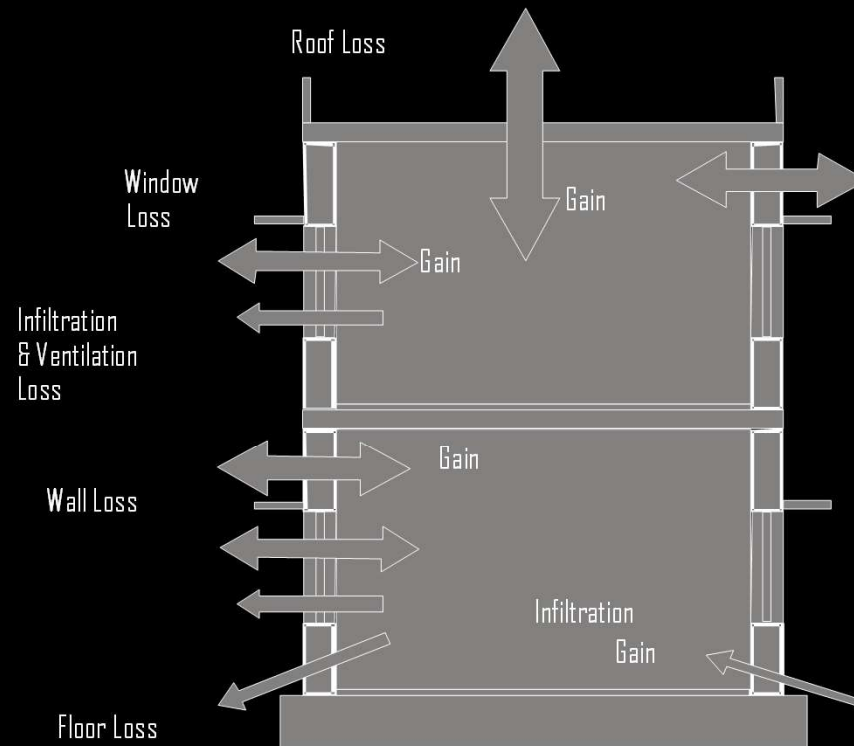 Roof Loss
Window
Loss
Gain
Gain
Infiltration
& Ventilation
Loss
Gain
Wall Loss
Infiltration
Gain
Floor Loss